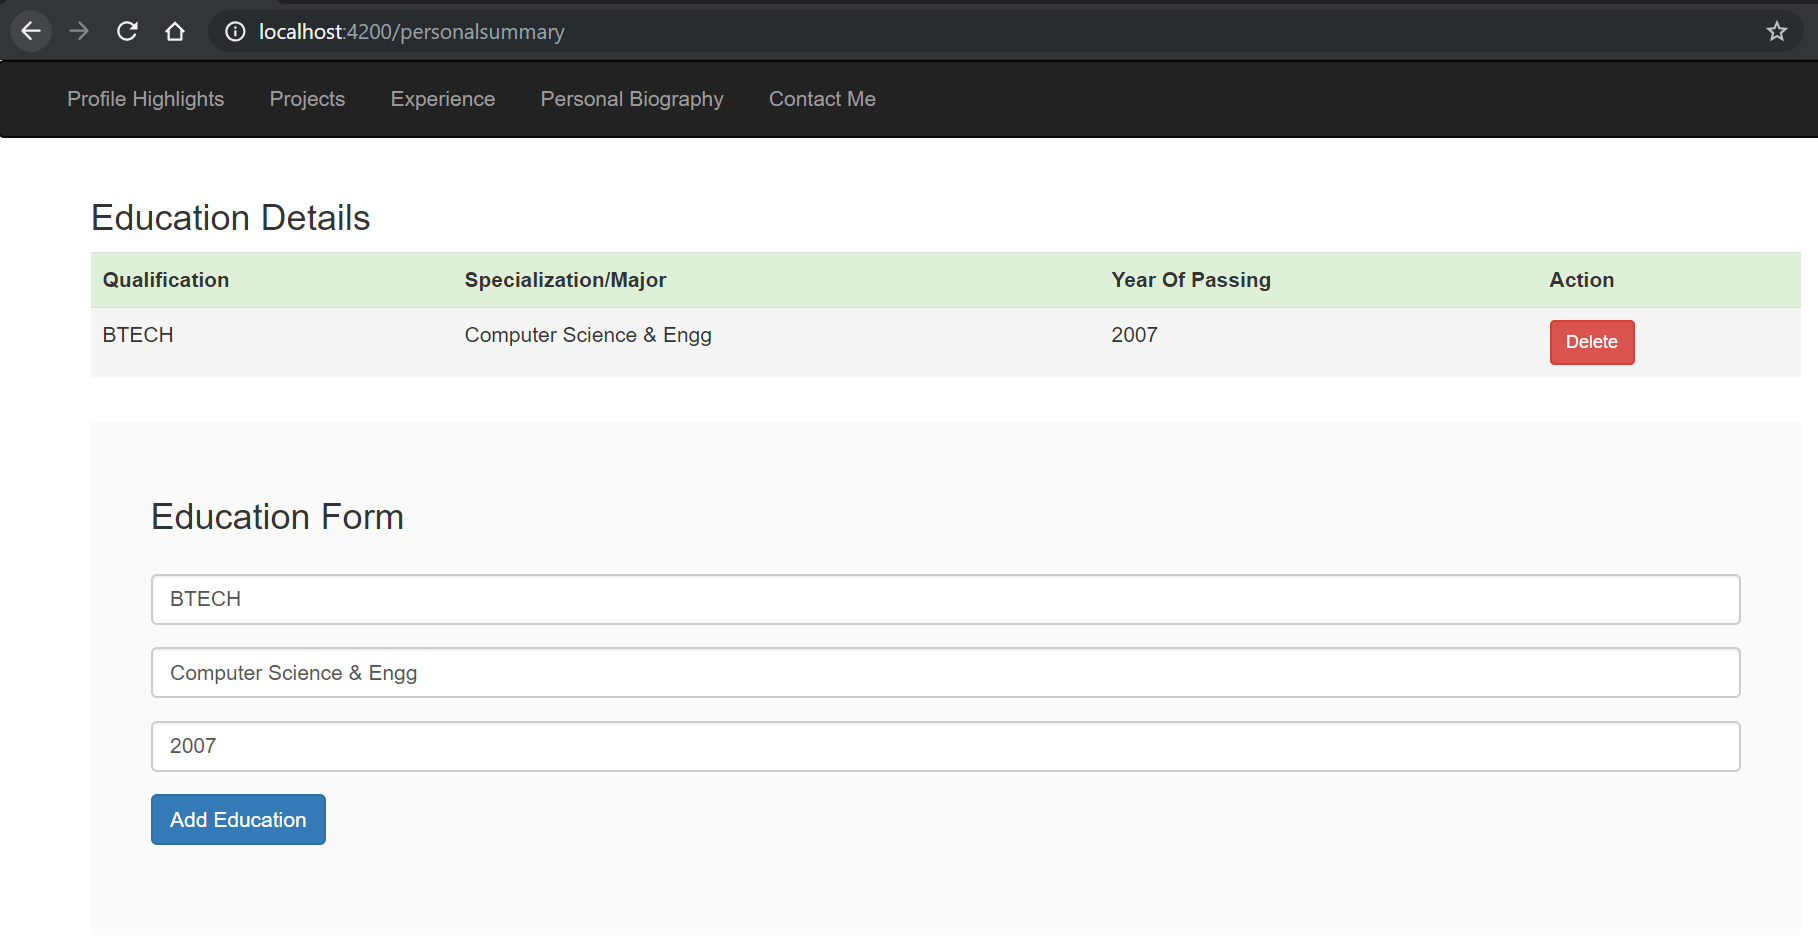 localhost:4200/personalsummary
Profile Highlights Projects Experience Personal Biography Contact Me
Education Details
Qualification Specialization/Major Year Of Passing Action
BTECH Computer Science & Engg 2007 Delete
Education Form
BTECH
Computer Science & Engg
2007
Add Education